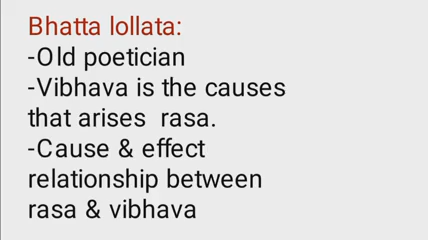 Bhatta lollata:
-Old poetician
-Vibhava is the causes
that arises  rasa.
-Cause & effect
relationship between
rasa & vibhava